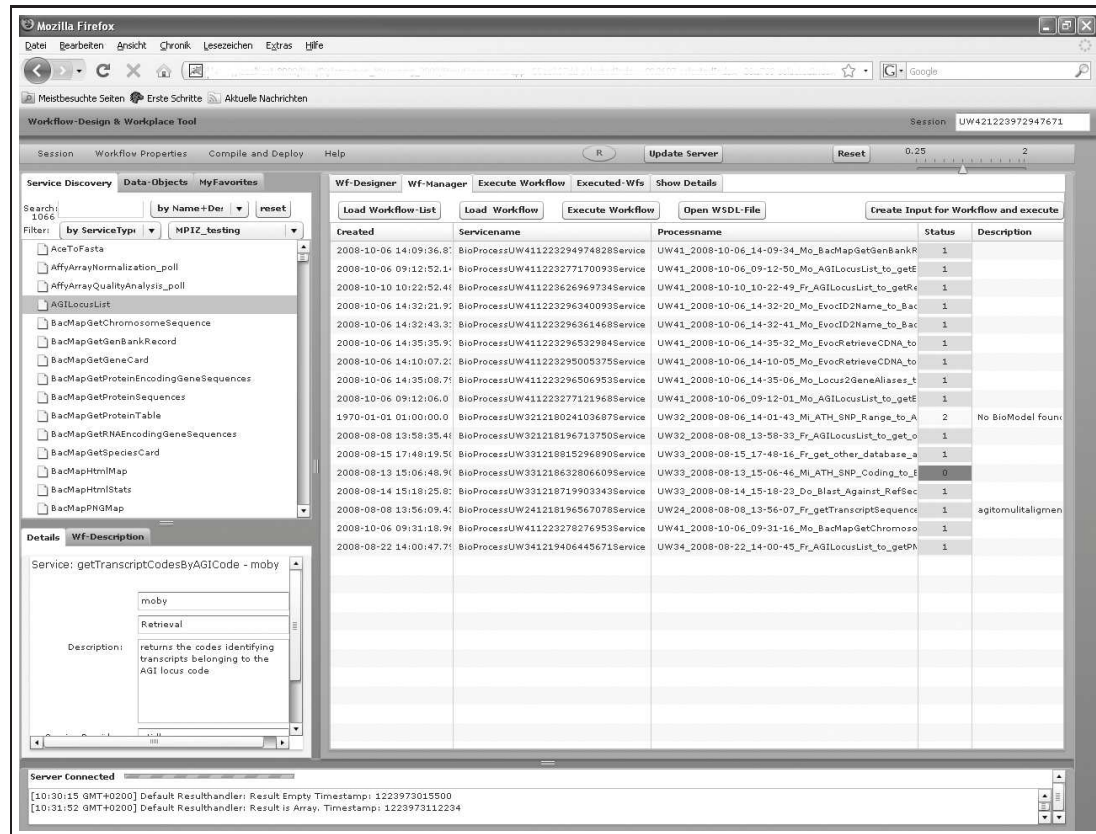 Mozilla Firefox
Datei Bearbeiten Ansicht Chronik Lesezeichen Extras Hilfe
G Google
Meistbesuchte Seiten Erste Schritte Aktuelle Nachrichten
Workflow-Design & Workplace Tool Session UW421223972947671
Session Workflow Properties Compile and Deploy Help R Update Server Reset 0.25 2
Service Discovery Data-Objects MyFavorites
Search: by Name+De reset
1066
Filter: by ServiceTyp MPIZ_testing
AceToFasta
AffyArrayNormalization_poll
AffyArrayQualityAnalysis_poll
AGILocusList
BacMapGetChromosomeSequence
BacMapGetGenBankRecord
BacMapGetGeneCard
BacMapGetProteinEncodingGeneSequences
BacMapGetProteinSequences
BacMapGetProteinTable
BacMapGetRNAEncodingGeneSequences
BacMapGetSpeciesCard
BacMapHtmlMap
BacMapHtmlStats
BacMapPNGMap
Details Wf-Description
Service: getTranscriptCodesByAGICode - moby
moby
Retrieval
Description: returns the codes identifying
transcripts belonging to the
AGI locus code
Wf-Designer Wf-Manager Execute Workflow Executed-Wfs Show Details
Load Workflow-List Load Workflow Execute Workflow Open WSDL-File Create Input for Workflow and execute
Created Servicename Processname Status Description
2008-10-06 14:09:36.8 BioProcessUW411223294974828Service UW41_2008-10-06_14-09-34_Mo_BacMapGetGenBankR 1
2008-10-06 09:12:52.1 BioProcessUW411223277170093Service UW41_2008-10-06_09-12-50_Mo_AGILocusList_to_getE 1
2008-10-10 10:22:52.4 BioProcessUW411223626969734Service UW41_2008-10-10_10-22-49_Fr_AGILocusList_to_getRe 1
2008-10-06 14:32:21.9 BioProcessUW411223296340093Service UW41_2008-10-06_14-32-20_Mo_EvocID2Name_to_Bac 1
2008-10-06 14:32:43.3 BioProcessUW411223296361468Service UW41_2008-10-06_14-32-41_Mo_EvocID2Name_to_Bac 1
2008-10-06 14:35:35.9 BioProcessUW411223296532984Service UW41_2008-10-06_14-35-32_Mo_EvocRetrieveCDNA_to 1
2008-10-06 14:10:07.2 BioProcessUW411223295005375Service UW41_2008-10-06_14-10-05_Mo_EvocRetrieveCDNA_to 1
2008-10-06 14:35:08.7 BioProcessUW411223296506953Service UW41_2008-10-06_14-35-06_Mo_Locus2GeneAliases_t 1
2008-10-06 09:12:06.0 BioProcessUW411223277121968Service UW41_2008-10-06_09-12-01_Mo_AGILocusList_to_getE 1
1970-01-01 01:00:00.0 BioProcessUW321218024103687Service UW32_2008-08-06_14-01-43_Mi_ATH_SNP_Range_to_A 2 No BioModel foun
2008-08-08 13:58:35.4 BioProcessUW321218196713750Service UW32_2008-08-08_13-58-33_Fr_AGILocusList_to_get_o 1
2008-08-15 17:48:19.5 BioProcessUW331218815296890Service UW33_2008-08-15_17-48-16_Fr_get_other_database_a 1
2008-08-13 15:06:48.9 BioProcessUW331218632806609Service UW33_2008-08-13_15-06-46_Mi_ATH_SNP_Coding_to_E 0
2008-08-14 15:18:25.8 BioProcessUW331218719903343Service UW33_2008-08-14_15-18-23_Do_Blast_Against_RefSec 1
2008-08-08 13:56:09.4 BioProcessUW241218196567078Service UW24_2008-08-08_13-56-07_Fr_getTranscriptSequence 1 agitomulitaligmen
2008-10-06 09:31:18.9 BioProcessUW411223278276953Service UW41_2008-10-06_09-31-16_Mo_BacMapGetChromoso 1
2008-08-22 14:00:47.7 BioProcessUW341219406445671Service UW34_2008-08-22_14-00-45_Fr_AGILocusList_to_getPN 1
Server Connected
[10:30:15 GMT+0200] Default Resulthandler: Result Empty Timestamp: 1223973015500
[10:31:52 GMT+0200] Default Resulthandler: Result is Array. Timestamp: 1223973112234